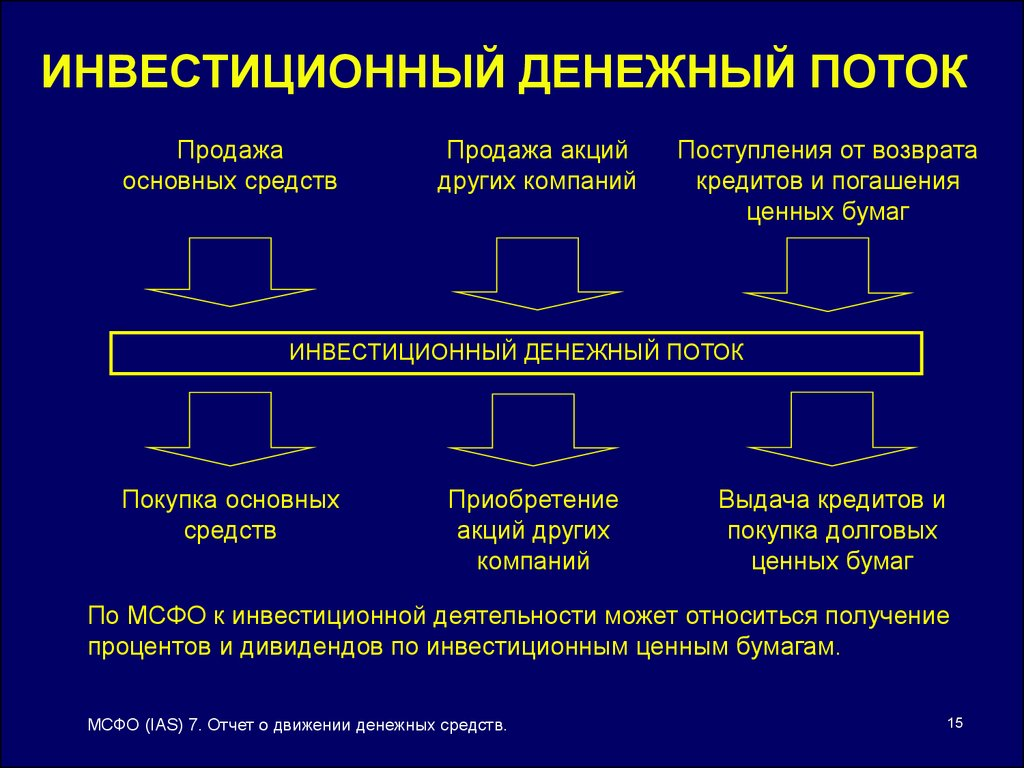 ИНВЕСТИЦИОННЫЙ ДЕНЕЖНЫЙ ПОТОК
Продажа
основных средств
Продажа акций
других компаний
Поступления от возврата
кредитов и погашения
ценных бумаг
ИНВЕСТИЦИОННЫЙ ДЕНЕЖНЫЙ ПОТОК
Покупка основных
средств
Приобретение
акций других
компаний
Выдача кредитов и
покупка долговых
ценных бумаг
По МСФО к инвестиционной деятельности может относиться получение
процентов и дивидендов по инвестиционным ценным бумагам.
МСФО (IAS) 7. Отчет о движении денежных средств.
15